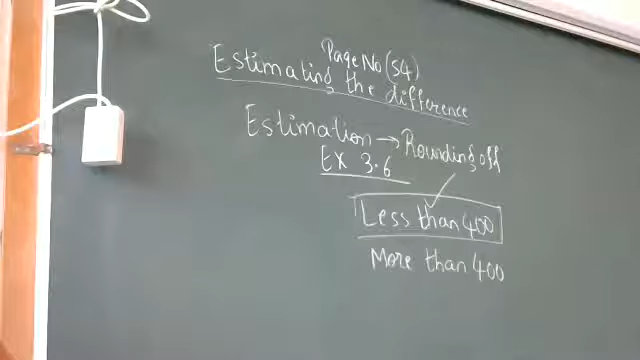 Page No (54)
Estimating the difference
Estimation → Rounding off
Ex 3.6
Less than 400
More than 400